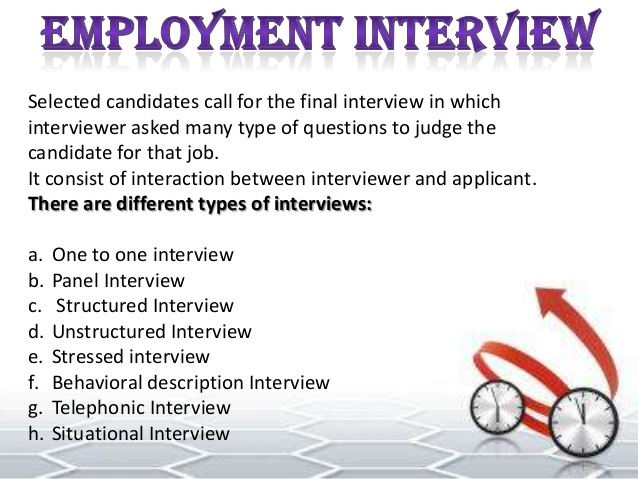 EMPLOYMENT INTERVIEW
Selected candidates call for the final interview in which
interviewer asked many type of questions to judge the
candidate for that job.
It consist of interaction between interviewer and applicant.
There are different types of interviews:
a. One to one interview
b. Panel Interview
c. Structured Interview
d. Unstructured Interview
e. Stressed interview
f. Behavioral description Interview
g. Telephonic Interview
h. Situational Interview